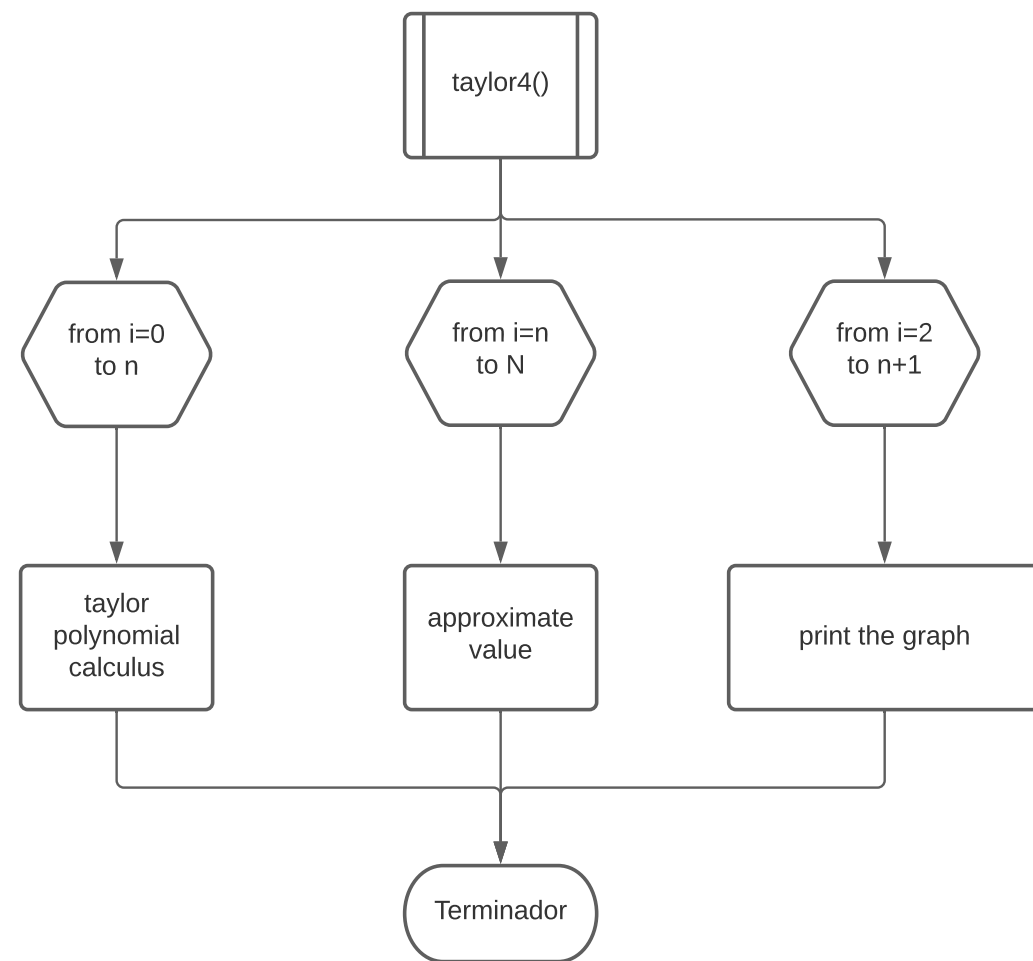 taylor4()
from i=0
to n
from i=n
to N
from i=2
to n+1
taylor
polynomial
calculus
approximate
value
print the graph
Terminador